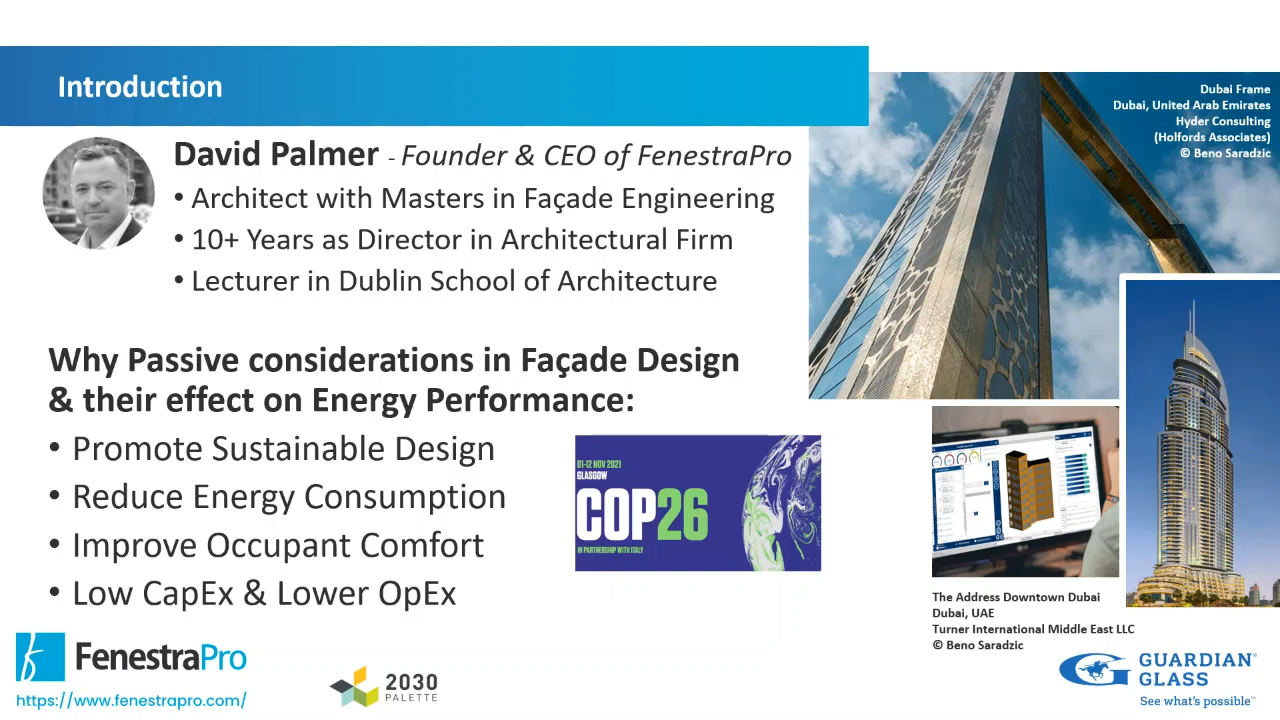 Introduction
David Palmer - Founder & CEO of FenestraPro
• Architect with Masters in Façade Engineering
• 10+ Years as Director in Architectural Firm
• Lecturer in Dublin School of Architecture
Why Passive considerations in Façade Design
& their effect on Energy Performance:
• Promote Sustainable Design
• Reduce Energy Consumption
• Improve Occupant Comfort
• Low CapEx & Lower OpEx
01-12 NOV 2021
GLASGOW
COP26
IN PARTNERSHIP WITH ITALY
Dubai Frame
Dubai, United Arab Emirates
Hyder Consulting
(Holfords Associates)
© Beno Saradzic
The Address Downtown Dubai
Dubai, UAE
Turner International Middle East LLC
© Beno Saradzic
FenestraPro
https://www.fenestrapro.com/
2030
PALETTE
GUARDIAN®
GLASS
See what's possible™